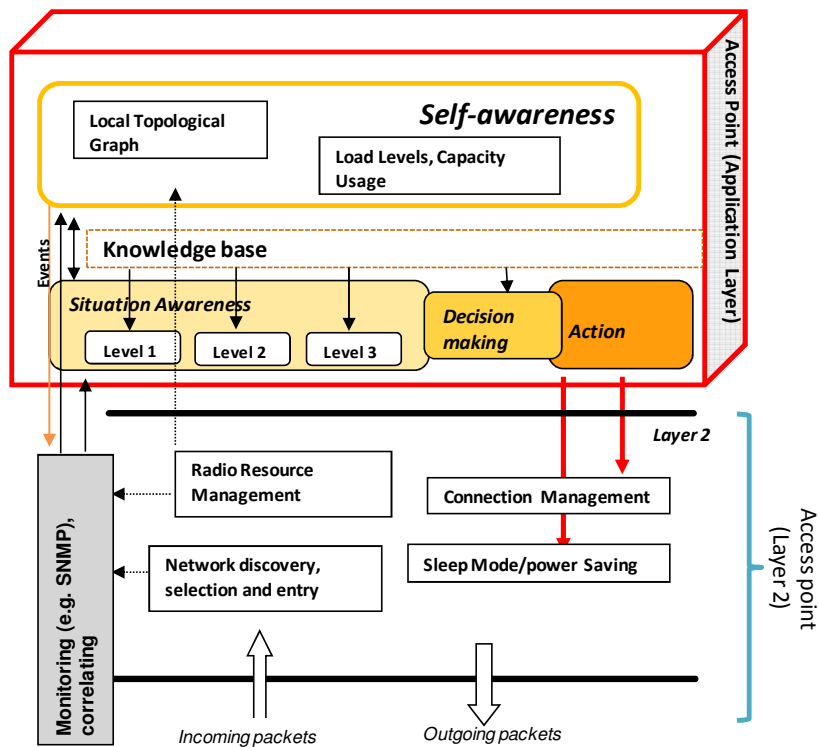 Self-awareness
Local Topological
Graph
Load Levels, Capacity
Usage
Access Point (Application Layer)
Events
Knowledge base
Situation Awareness
Level 1
Level 2
Level 3
Decision
making
Action
Layer 2
Radio Resource
Management
Connection Management
Network discovery,
selection and entry
Sleep Mode/power Saving
Monitoring (e.g. SNMP),
correlating
Access point
(Layer 2)
Incoming packets
Outgoing packets